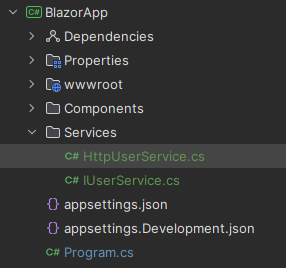 C# BlazorApp
Dependencies
Properties
wwwroot
Components
Services
C# HttpUserService.cs
C# IUserService.cs
{} appsettings.json
{} appsettings.Development.json
C# Program.cs